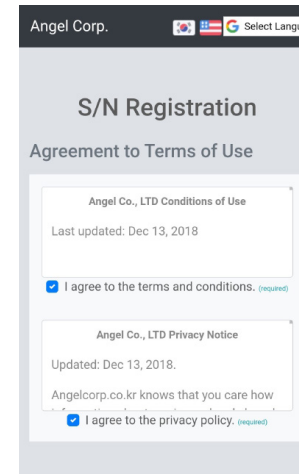 Angel Corp.
Select Langu
S/N Registration
Agreement to Terms of Use
Angel Co., LTD Conditions of Use
Last updated: Dec 13, 2018
I agree to the terms and conditions. (required)
Angel Co., LTD Privacy Notice
Updated: Dec 13, 2018.
Angelcorp.co.kr knows that you care how
I agree to the privacy policy. (required)